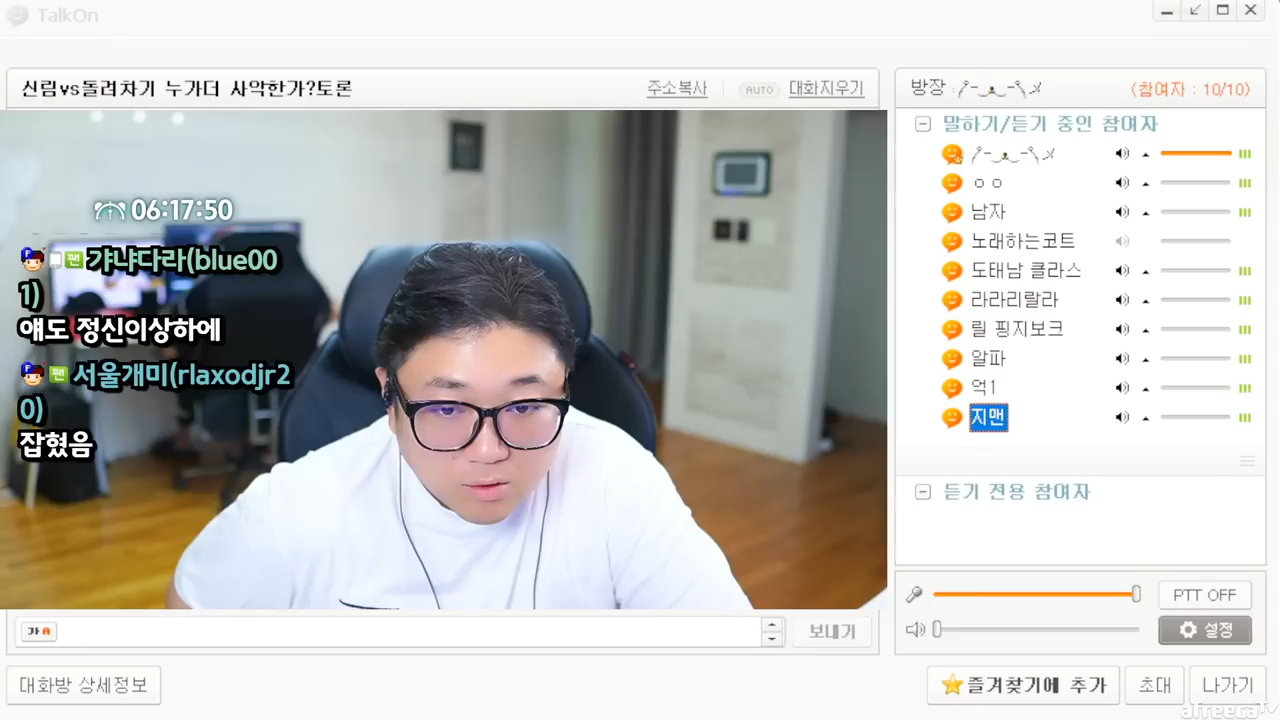 TalkOn
신림vs돌려차기 누가더 사악한가?토론
주소복사
AUTO
대화지우기
06:17:50
팬 갸냐다라(blue00
1)
얘도 정신이상하에
팬 서울개미(rlaxodjr2
0)
잡혔음
가
보내기
대화방 상세정보
방장
(참여자 : 10/10)
말하기/듣기 중인 참여자
ㅇㅇ
남자
노래하는코트
도태남 클라스
라라리랄라
릴 핑지보크
알파
억1
지맨
듣기 전용 참여자
PTT OFF
설정
즐겨찾기에 추가
초대
나가기
afreecaTV